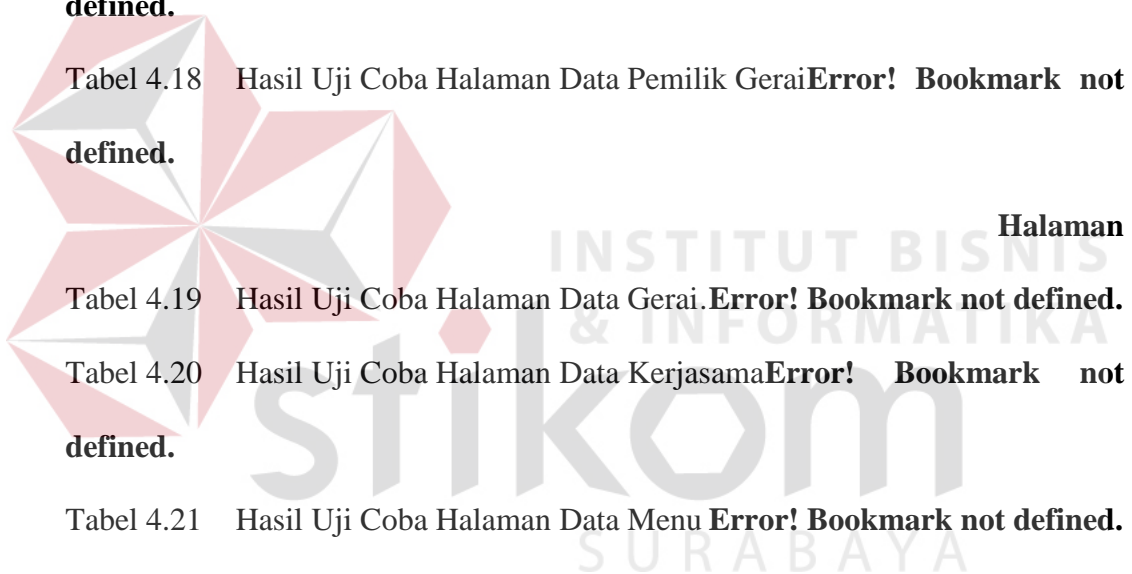 defined.
Tabel 4.18 Hasil Uji Coba Halaman Data Pemilik GeraiError! Bookmark not
defined.
Halaman
INSTITUT BISNIS
Tabel 4.19 Hasil Uji Coba Halaman Data Gerai.Error! Bookmark not defined.
& INFORMATIKA
Tabel 4.20 Hasil Uji Coba Halaman Data KerjasamaError! Bookmark not
stikom
defined.
Tabel 4.21 Hasil Uji Coba Halaman Data Menu Error! Bookmark not defined.
SURABAYA